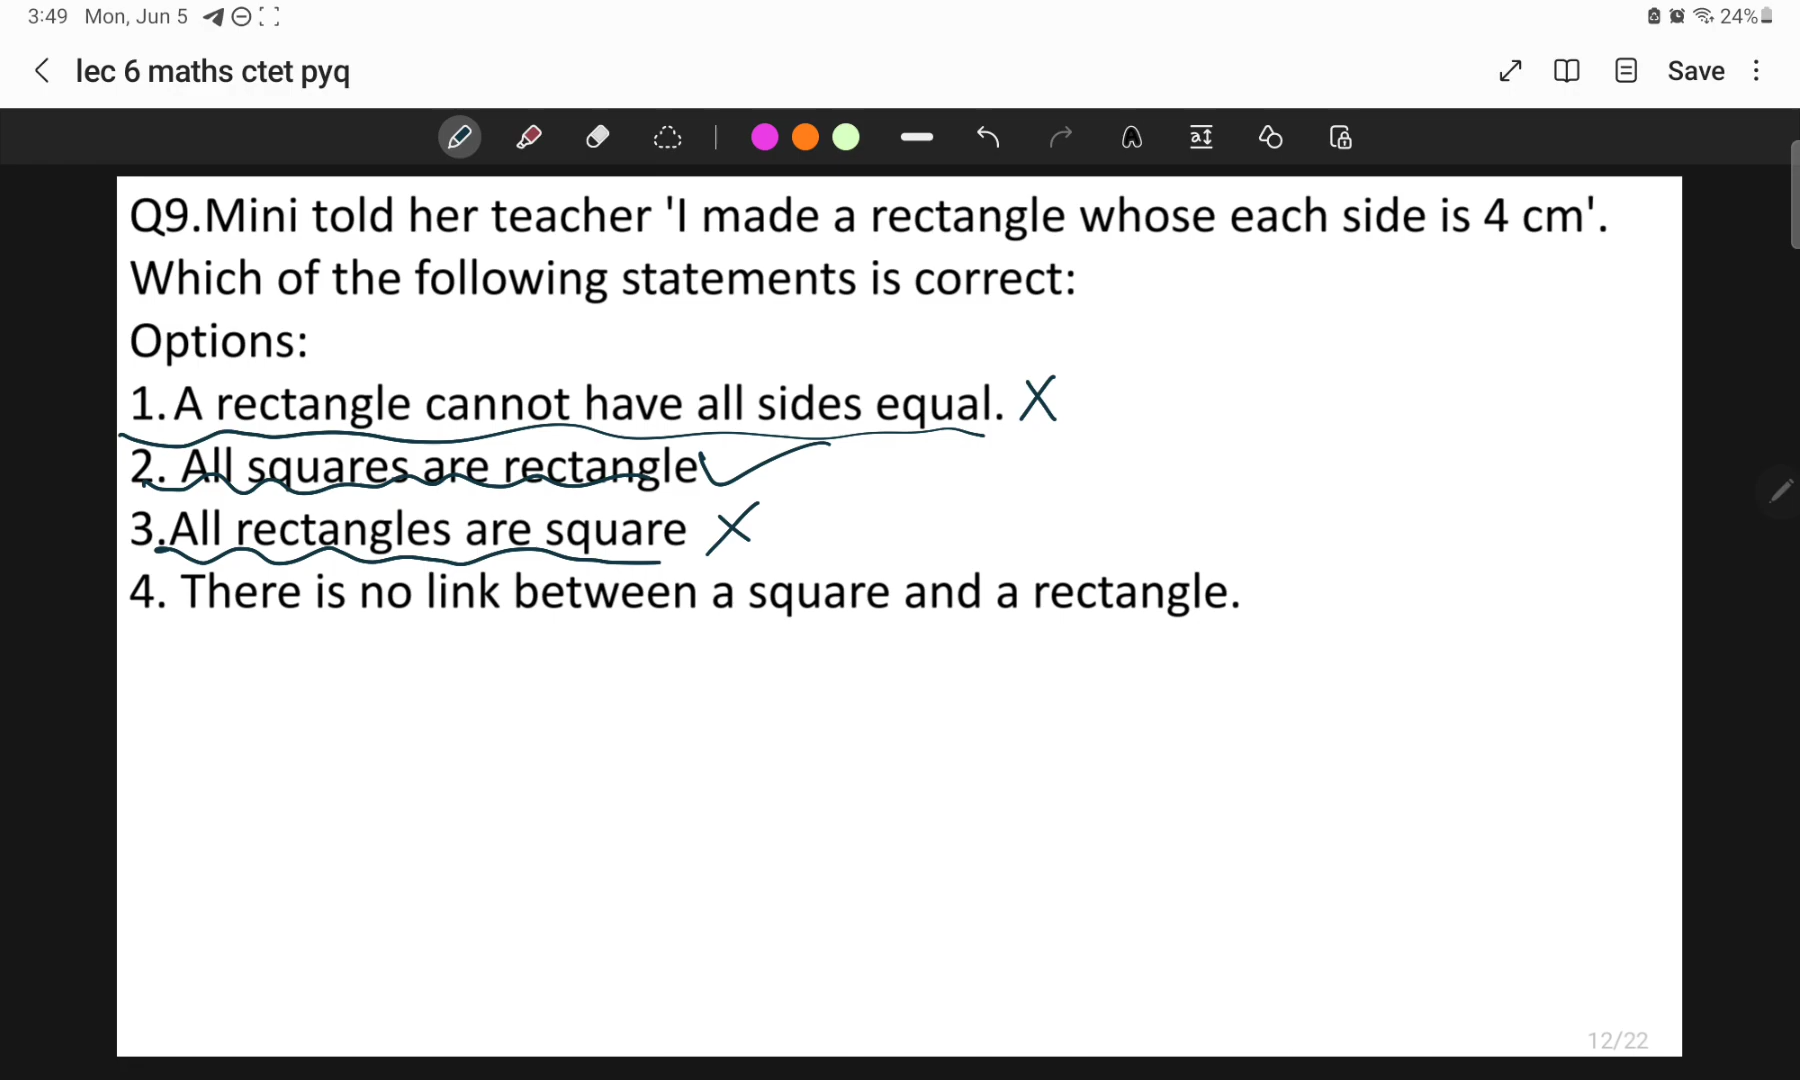 3:49 Mon, Jun 5 24%
lec 6 maths ctet pyq Save
Q9.Mini told her teacher 'I made a rectangle whose each side is 4 cm'.
Which of the following statements is correct:
Options:
1. A rectangle cannot have all sides equal.
2. All squares are rectangle
3.All rectangles are square
4. There is no link between a square and a rectangle.
12/22